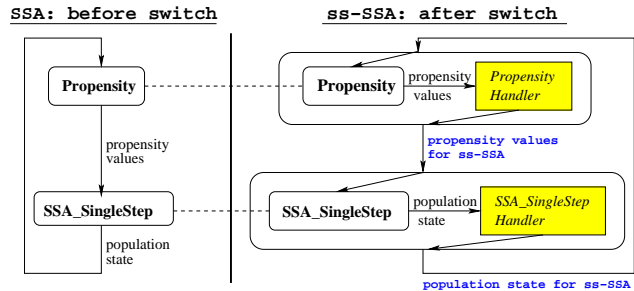 SSA: before switch
Propensity
propensity
values
SSA_SingleStep
population
state
ss-SSA: after switch
Propensity
propensity
values
Propensity
Handler
propensity values
for ss-SSA
SSA_SingleStep
population
state
SSA_SingleStep
Handler
population state for ss-SSA